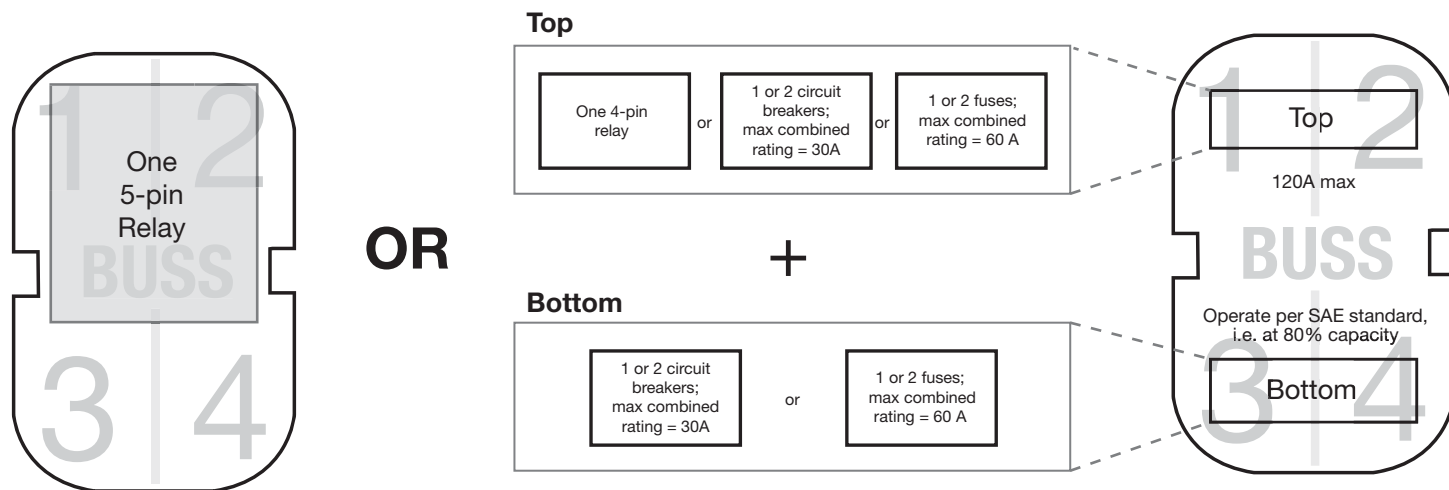 1 2
One
5-pin
Relay
BUSS
3 4
OR
Top
One 4-pin
relay
or
1 or 2 circuit
breakers;
max combined
rating = 30A
or
1 or 2 fuses;
max combined
rating = 60 A
+
Bottom
1 or 2 circuit
breakers;
max combined
rating = 30A
or
1 or 2 fuses;
max combined
rating = 60 A
1 2
Top
120A max
BUSS
Operate per SAE standard,
i.e. at 80% capacity
3 4
Bottom